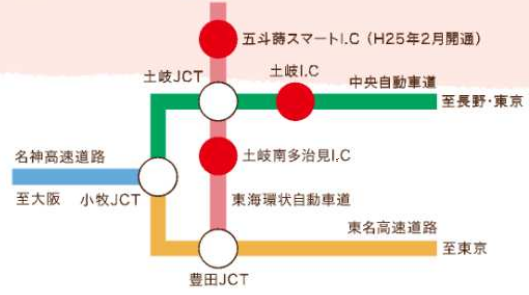 五斗蒔スマートI.C（H25年2月開通）
土岐JCT
土岐I.C
中央自動車道
至長野・東京
土岐南多治見I.C
名神高速道路
至大阪
小牧JCT
東海環状自動車道
東名高速道路
至東京
豊田JCT